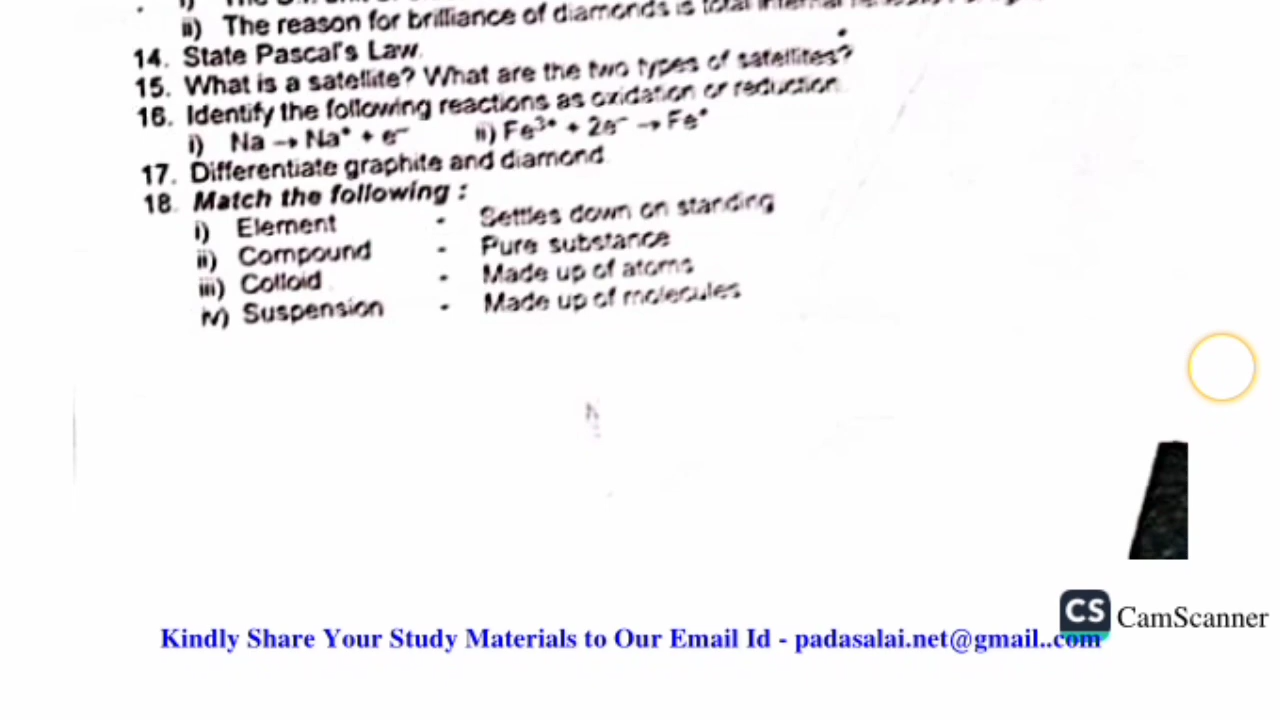 ii) The reason for brilliance of diamonds is total internal
14. State Pascal's Law.
15. What is a satellite? What are the two types of satellites?
16. Identify the following reactions as oxidation or reduction.
i) Na → Na⁺ + e⁻ ii) Fe³⁺ + 2e⁻ → Fe⁺
17. Differentiate graphite and diamond.
18. Match the following :
i) Element - Settles down on standing
ii) Compound - Pure substance
iii) Colloid - Made up of atoms
iv) Suspension - Made up of molecules
CS CamScanner
Kindly Share Your Study Materials to Our Email Id - padasalai.net@gmail..com